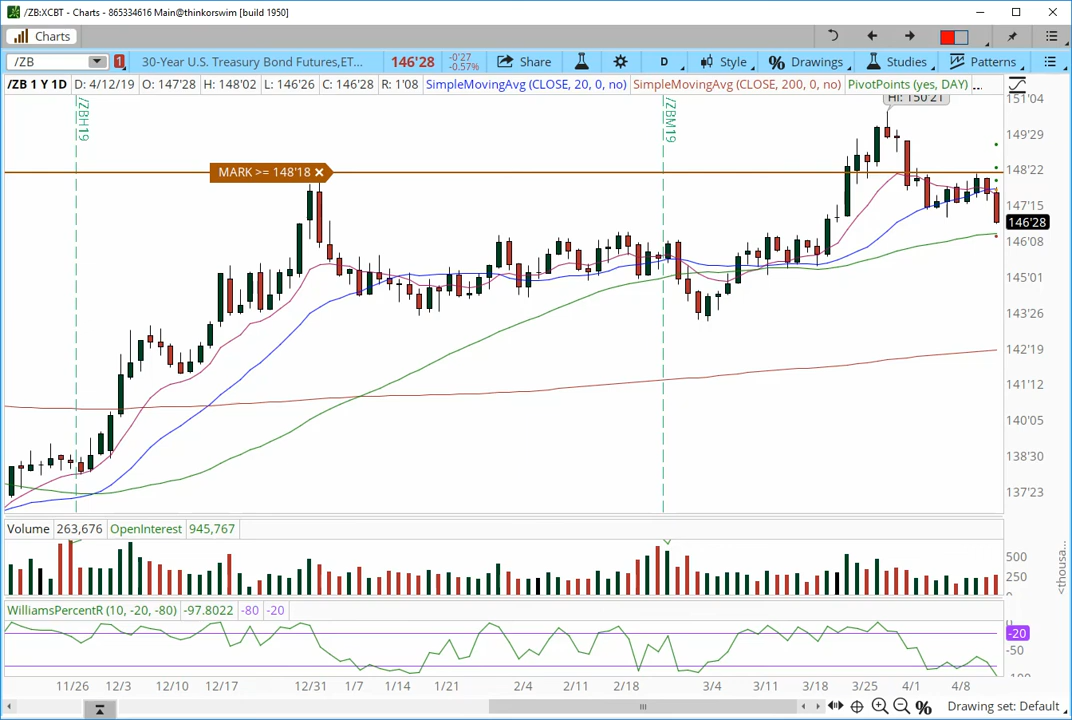 /ZB:XCBT - Charts - 865334616 Main@thinkorswim [build 1950]
Charts
/ZB 1 30-Year U.S. Treasury Bond Futures,ET... 146'28 -0'27 -0.57% Share D Style Drawings Studies Patterns
/ZB 1 Y 1D D: 4/12/19 O: 147'28 H: 148'02 L: 146'26 C: 146'28 R: 1'08 SimpleMovingAvg (CLOSE, 20, 0, no) SimpleMovingAvg (CLOSE, 200, 0, no) PivotPoints (yes, DAY) ...
/ZBH19
/ZBM19
HI: 150'21
MARK >= 148'18 ×
151'04
149'29
148'22
147'15
146'28
146'08
145'01
143'26
142'19
141'12
140'05
138'30
137'23
Volume 263,676 OpenInterest 945,767
500
250
<thousa...
WilliamsPercentR (10, -20, -80) -97.8022 -80 -20
-20
-50
-100
11/26 12/3 12/10 12/17 12/31 1/7 1/14 1/21 2/4 2/11 2/18 3/4 3/11 3/18 3/25 4/1 4/8
Drawing set: Default